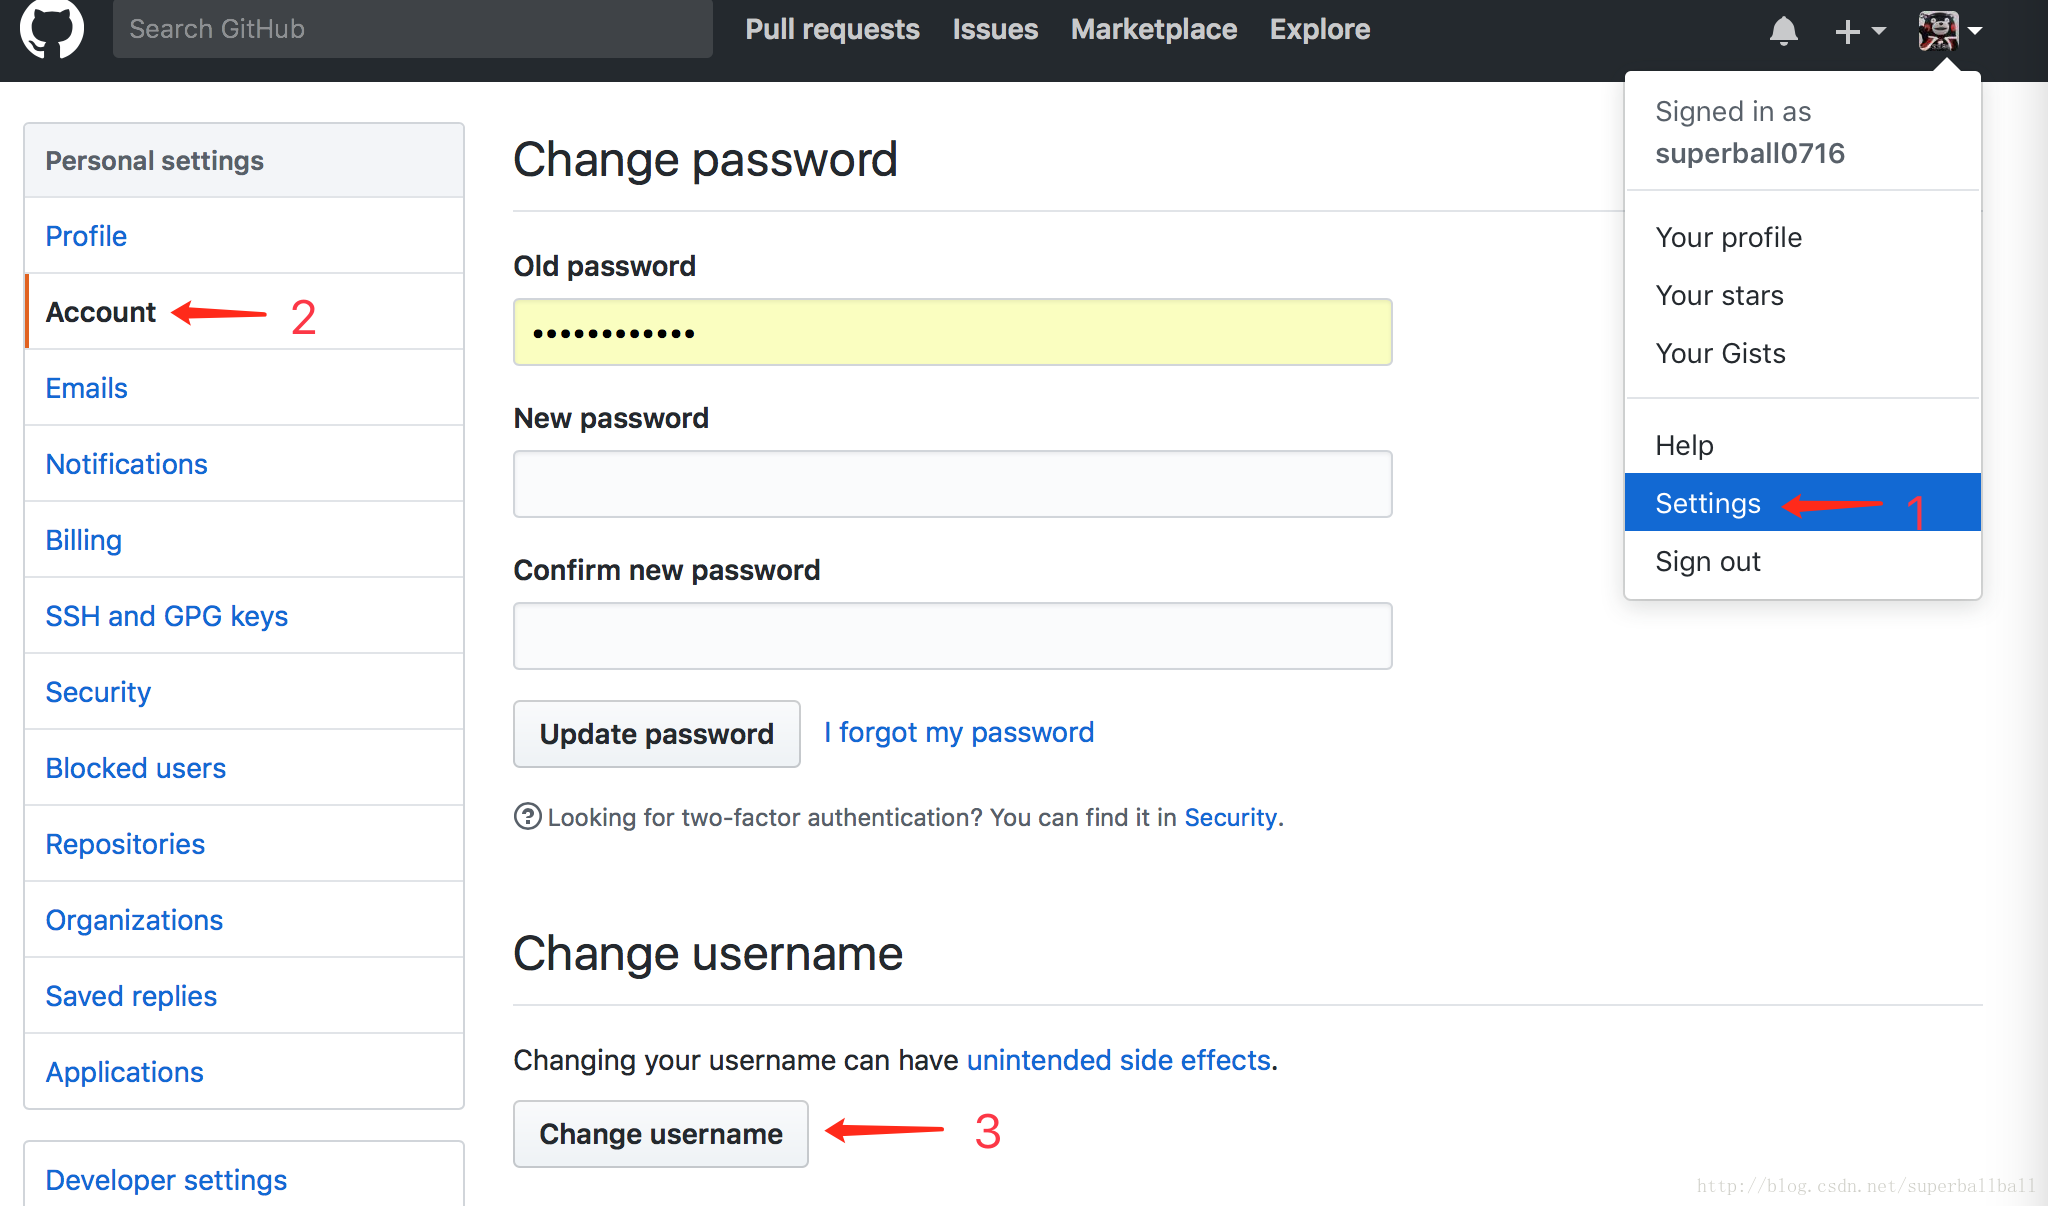 Search GitHub
Pull requests
Issues
Marketplace
Explore
Signed in as
superball0716
Your profile
Your stars
Your Gists
Help
Settings 1
Sign out
Personal settings
Profile
Account 2
Emails
Notifications
Billing
SSH and GPG keys
Security
Blocked users
Repositories
Organizations
Saved replies
Applications
Developer settings
Change password
Old password
••••••••••••
New password
Confirm new password
Update password
I forgot my password
Looking for two-factor authentication? You can find it in Security.
Change username
Changing your username can have unintended side effects.
Change username 3
http://blog.csdn.net/superballball